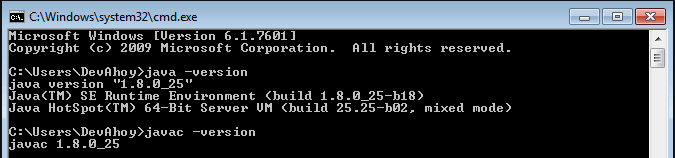 C:\Windows\system32\cmd.exe
Microsoft Windows [Version 6.1.7601]
Copyright (c) 2009 Microsoft Corporation.  All rights reserved.
C:\Users\DevAhoy>java -version
java version "1.8.0_25"
Java(TM) SE Runtime Environment (build 1.8.0_25-b18)
Java HotSpot(TM) 64-Bit Server VM (build 25.25-b02, mixed mode)
C:\Users\DevAhoy>javac -version
javac 1.8.0_25